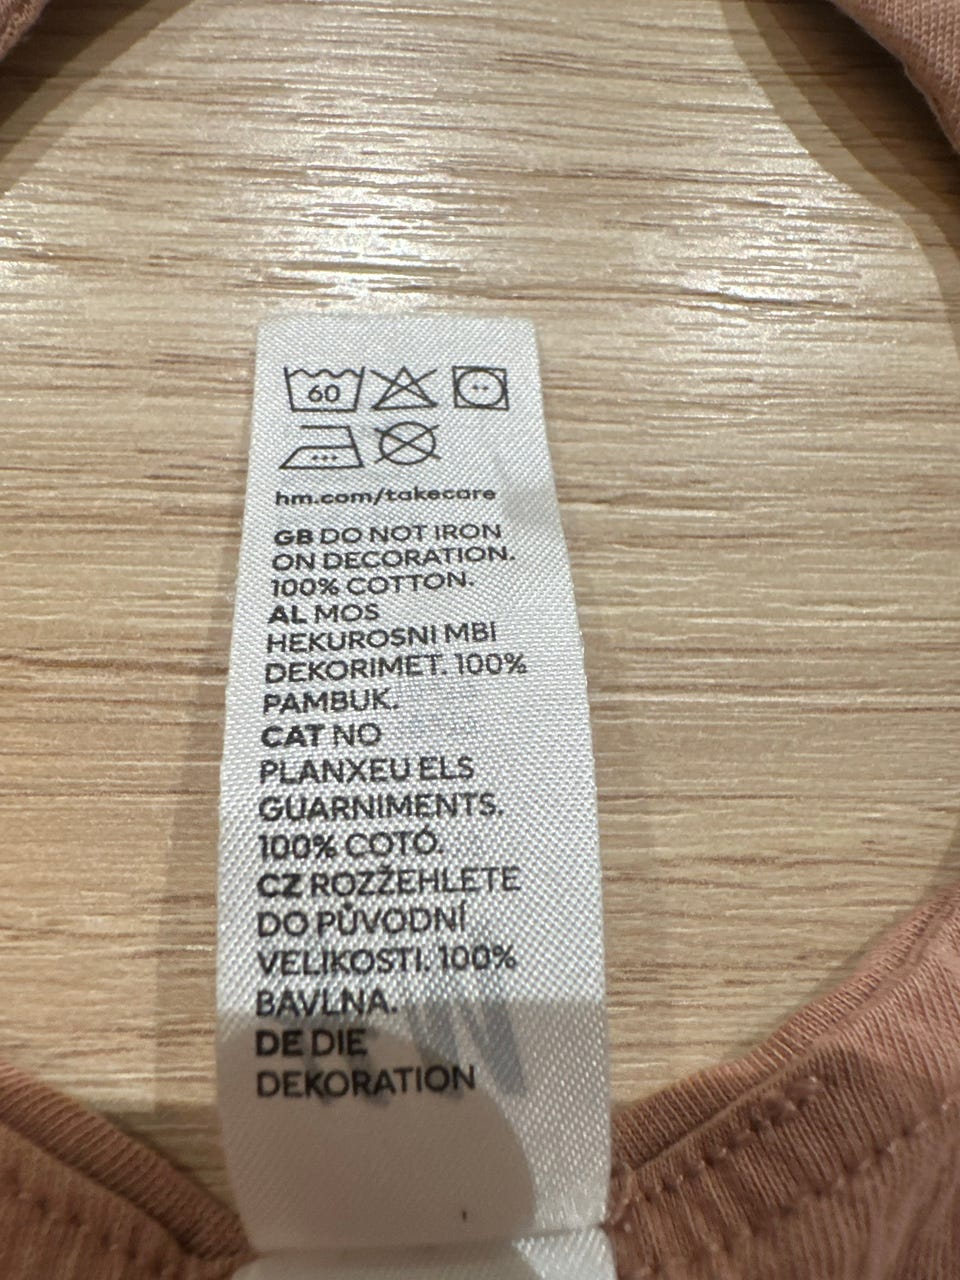 60
hm.com/takecare
GB DO NOT IRON
ON DECORATION.
100% COTTON.
AL MOS
HEKUROSNI MBI
DEKORIMET. 100%
PAMBUK.
CAT NO
PLANXEU ELS
GUARNIMENTS.
100% COTÓ.
CZ ROZŽEHLETE
DO PŮVODNÍ
VELIKOSTI. 100%
BAVLNA.
DE DIE
DEKORATION